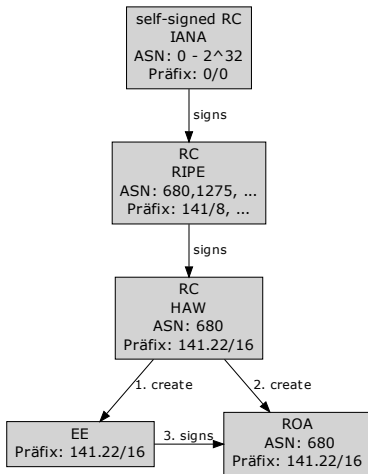 self-signed RC
IANA
ASN: 0 - 2^32
Präfix: 0/0
signs
RC
RIPE
ASN: 680,1275, ...
Präfix: 141/8, ...
signs
RC
HAW
ASN: 680
Präfix: 141.22/16
1. create
2. create
EE
Präfix: 141.22/16
3. signs
ROA
ASN: 680
Präfix: 141.22/16